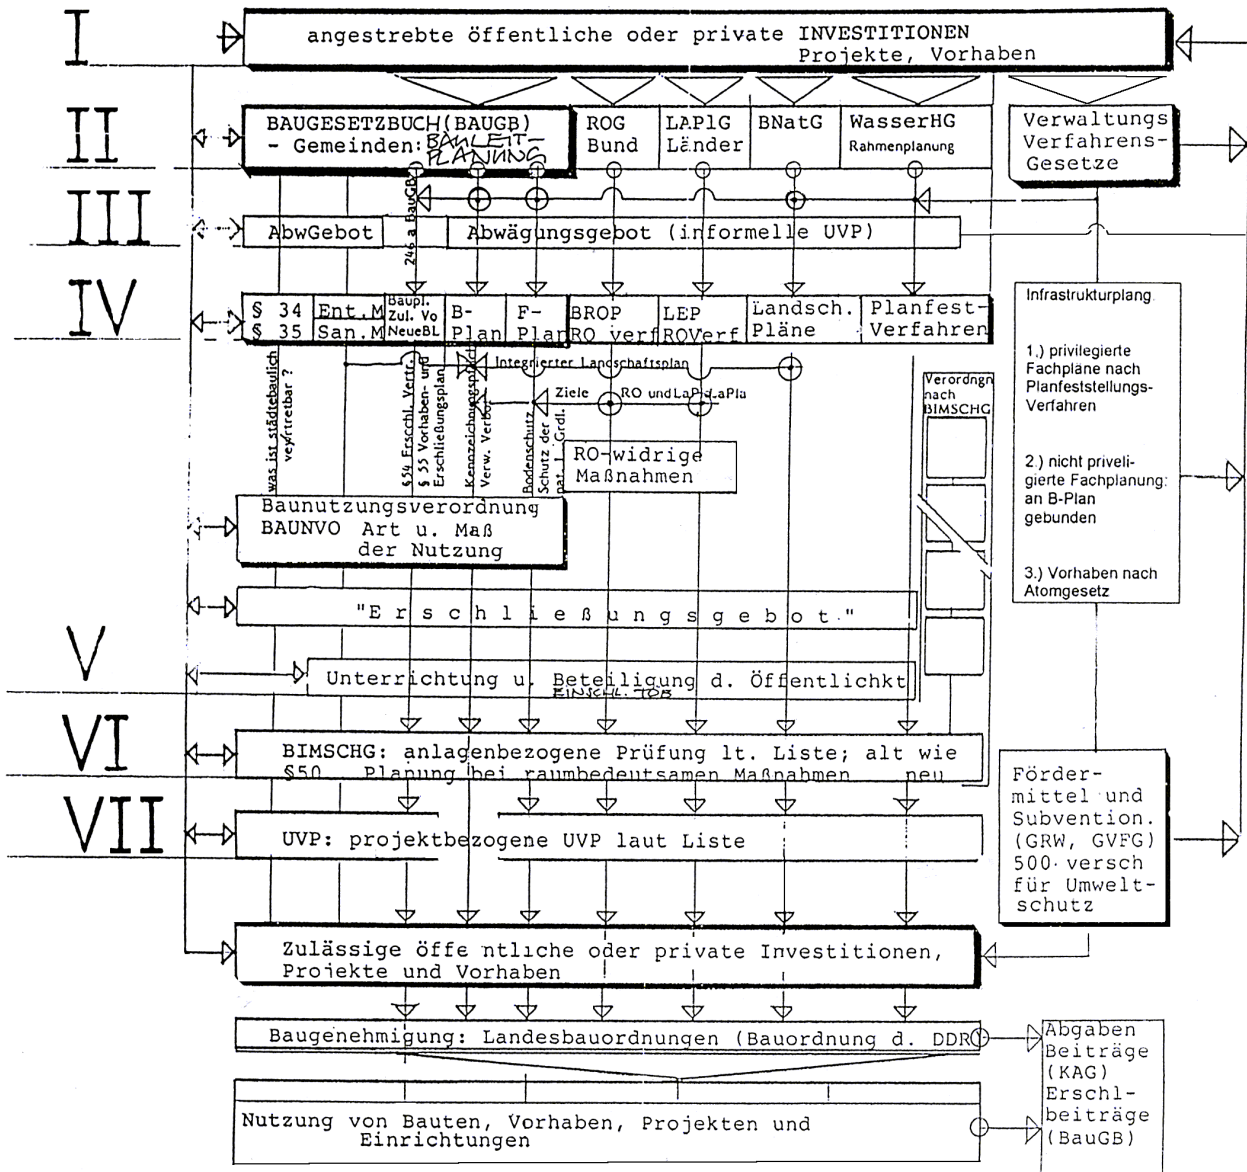 I
angestrebte öffentliche oder private INVESTITIONEN
Projekte, Vorhaben
II
BAUGESETZBUCH(BAUGB)
- Gemeinden: BAULEIT-
PLANUNG
ROG
Bund
LAPlG
Länder
BNatG
WasserHG
Rahmenplanung
Verwaltungs
Verfahrens-
Gesetze
III
246 a BauGB
AbwGebot
Abwägungsgebot (informelle UVP)
IV
§ 34
§ 35
Ent.M
San.M
Baupl.
Zul. Vo
NeueBL
B-
Plan
F-
Plan
BROP
RO verf
LEP
ROVerf
Landsch.
Pläne
Planfest-
Verfahren
Infrastrukturplang.
1.) privilegierte
Fachpläne nach
Planfeststellungs-
Verfahren
2.) nicht priveli-
gierte Fachplanung:
an B-Plan
gebunden
3.) Vorhaben nach
Atomgesetz
Integrierter Landschaftsplan
Ziele
RO und LaPla
LaPla
Verordngn
nach
BIMSCHG
was ist städtebaulich
veyrtretbar ?
§ 54 Erscchl. Vertr.
§ 55 Vorhaben- und
Erschließungsplan
Kennzeichnungspflicht
Verw. Verbot
Bodenschutz
Schutz der
nat. L. Grdl.
RO-widrige
Maßnahmen
Baunutzungsverordnung
BAUNVO Art u. Maß
der Nutzung
"Erschließungsgebot."
V
Unterrichtung u. Beteiligung d. Öffentlichkt
EINSCHL. TÖB
VI
BIMSCHG: anlagenbezogene Prüfung lt. Liste; alt wie
§50 Planung bei raumbedeutsamen Maßnahmen neu
VII
UVP: projektbezogene UVP laut Liste
Förder-
mittel und
Subvention.
(GRW, GVFG)
500 versch
für Umwelt-
schutz
Zulässige öffentliche oder private Investitionen,
Projekte und Vorhaben
Baugenehmigung: Landesbauordnungen (Bauordnung d. DDR)
Abgaben
Beiträge
(KAG)
Erschl-
beiträge
(BauGB)
Nutzung von Bauten, Vorhaben, Projekten und
Einrichtungen